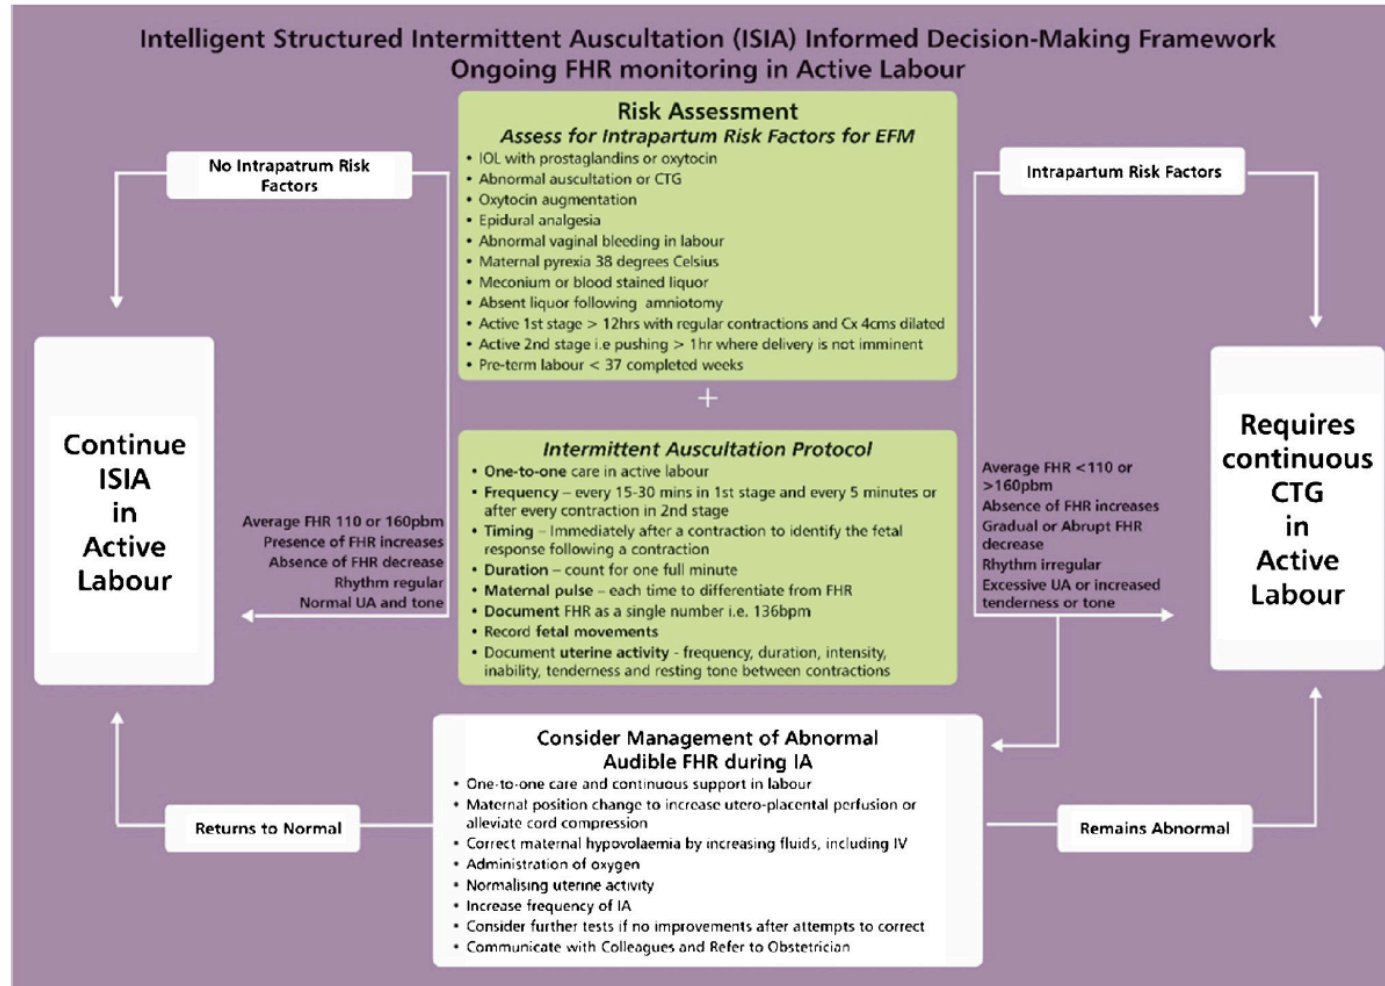 Intelligent Structured Intermittent Auscultation (ISIA) Informed Decision-Making Framework
Ongoing FHR monitoring in Active Labour
Risk Assessment
Assess for Intrapartum Risk Factors for EFM
• IOL with prostaglandins or oxytocin
• Abnormal auscultation or CTG
• Oxytocin augmentation
• Epidural analgesia
• Abnormal vaginal bleeding in labour
• Maternal pyrexia 38 degrees Celsius
• Meconium or blood stained liquor
• Absent liquor following amniotomy
• Active 1st stage > 12hrs with regular contractions and Cx 4cms dilated
• Active 2nd stage i.e pushing > 1hr where delivery is not imminent
• Pre-term labour < 37 completed weeks
No Intrapatrum Risk
Factors
Intrapartum Risk Factors
+
Continue
ISIA
in
Active
Labour
Average FHR 110 or 160pbm
Presence of FHR increases
Absence of FHR decrease
Rhythm regular
Normal UA and tone
Intermittent Auscultation Protocol
• One-to-one care in active labour
• Frequency – every 15-30 mins in 1st stage and every 5 minutes or
after every contraction in 2nd stage
• Timing – Immediately after a contraction to identify the fetal
response following a contraction
• Duration – count for one full minute
• Maternal pulse – each time to differentiate from FHR
• Document FHR as a single number i.e. 136bpm
• Record fetal movements
• Document uterine activity - frequency, duration, intensity,
inability, tenderness and resting tone between contractions
Average FHR <110 or
>160pbm
Absence of FHR increases
Gradual or Abrupt FHR
decrease
Rhythm irregular
Excessive UA or increased
tenderness or tone
Requires
continuous
CTG
in
Active
Labour
Consider Management of Abnormal
Audible FHR during IA
• One-to-one care and continuous support in labour
• Maternal position change to increase utero-placental perfusion or
alleviate cord compression
• Correct maternal hypovolaemia by increasing fluids, including IV
• Administration of oxygen
• Normalising uterine activity
• Increase frequency of IA
• Consider further tests if no improvements after attempts to correct
• Communicate with Colleagues and Refer to Obstetrician
Returns to Normal
Remains Abnormal